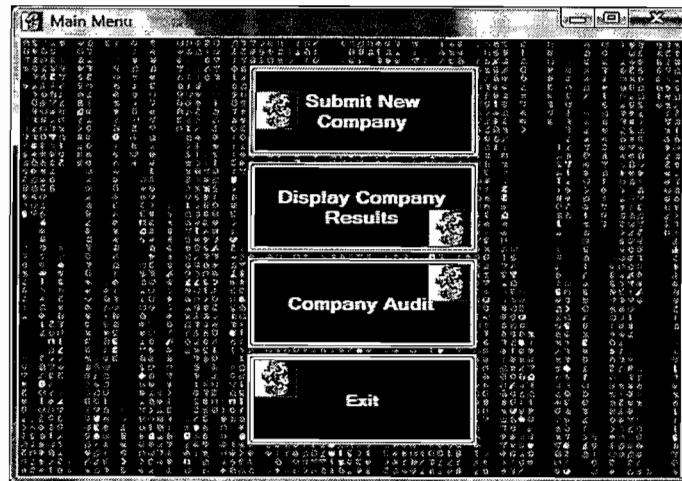 Main Menu
Submit New
Company
Display Company
Results
Company Audit
Exit